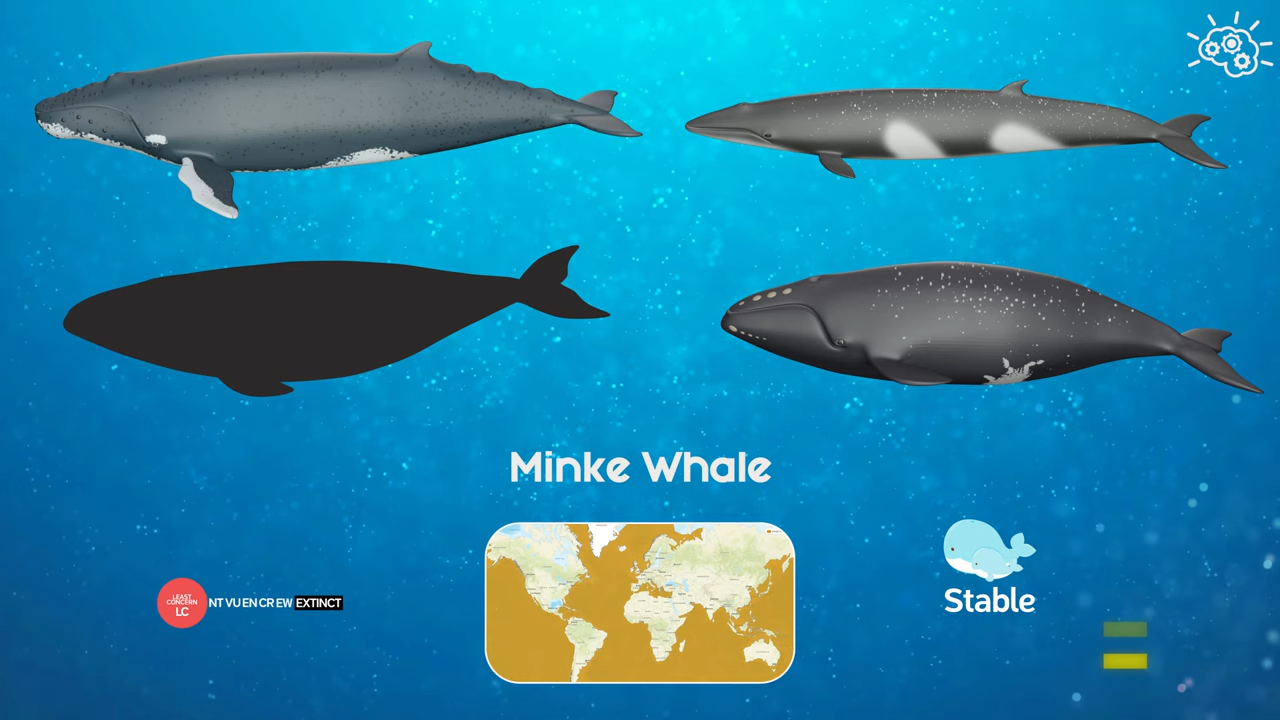 Minke Whale
LEAST
CONCERN
LC
NT VU EN CR EW EXTINCT
Stable